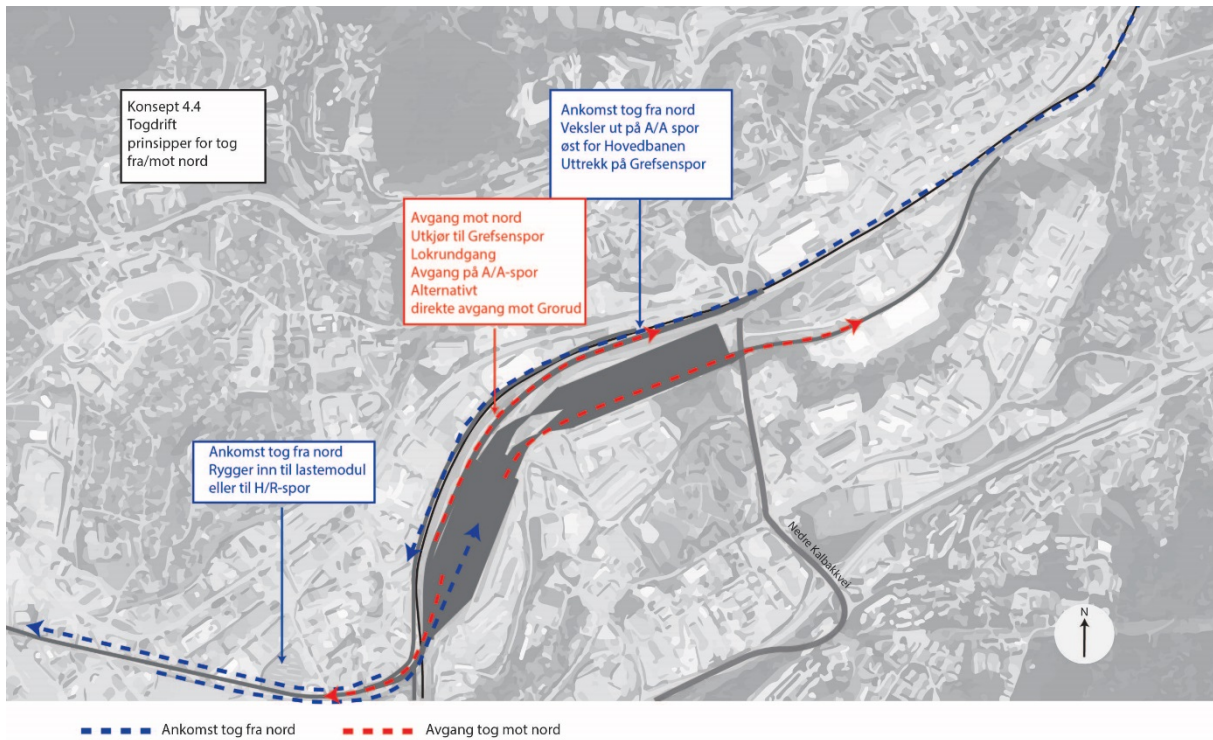 Konsept 4.4
Togdrift
prinsipper for tog
fra/mot nord
Ankomst tog fra nord
Veksler ut på A/A spor
øst for Hovedbanen
Uttrekk på Grefsenspor
Avgang mot nord
Utkjør til Grefsenspor
Lokrundgang
Avgang på A/A-spor
Alternativt
direkte avgang mot Grorud
Ankomst tog fra nord
Rygger inn til lastemodul
eller til H/R-spor
Nedre Kalbakkvei
N
Ankomst tog fra nord
Avgang tog mot nord